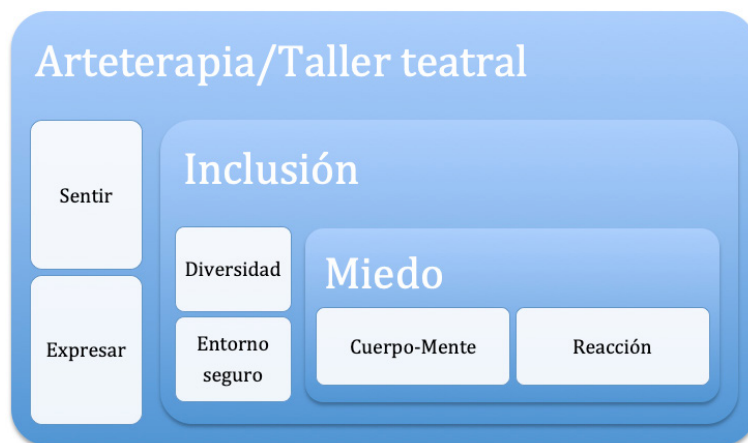 Arteterapia/Taller teatral
Sentir
Expresar
Inclusión
Diversidad
Entorno
seguro
Miedo
Cuerpo-Mente
Reacción